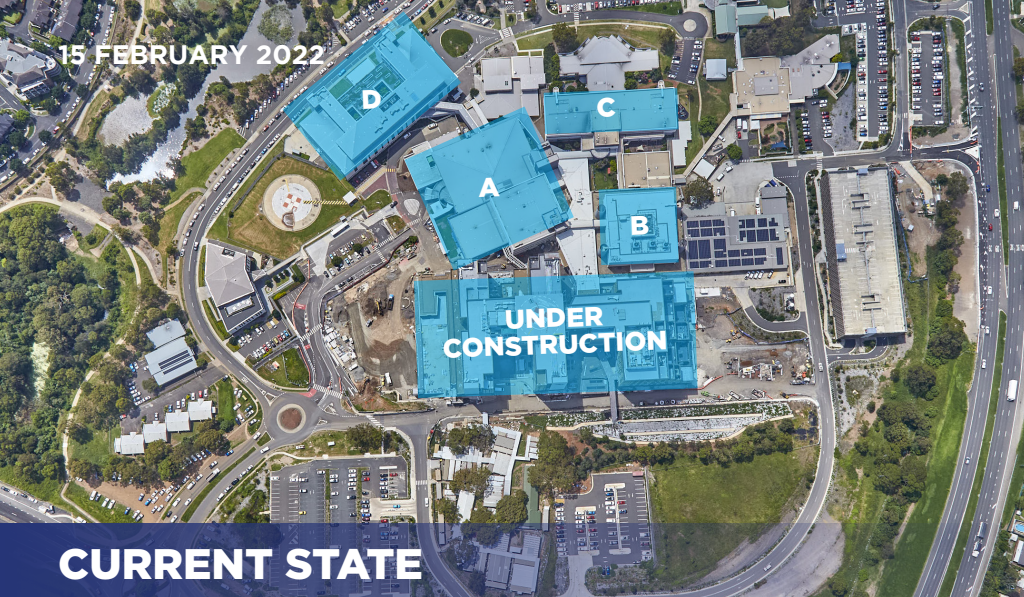 15 FEBRUARY 2022
D
C
A
B
UNDER
CONSTRUCTION
CURRENT STATE